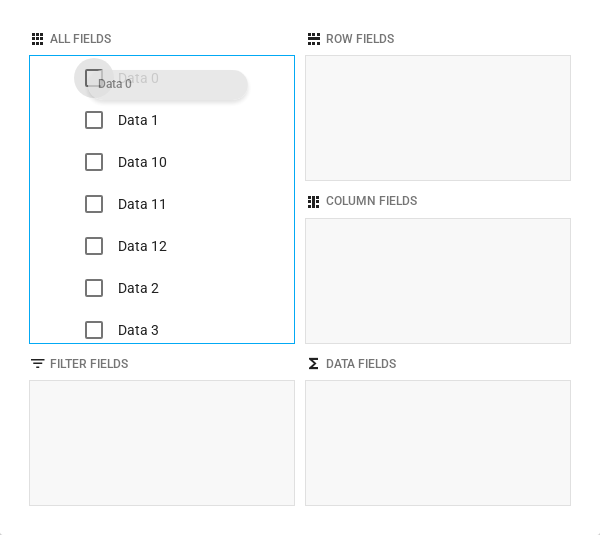 ALL FIELDS
Data 0
Data 0
Data 1
Data 10
Data 11
Data 12
Data 2
Data 3
ROW FIELDS
COLUMN FIELDS
FILTER FIELDS
DATA FIELDS